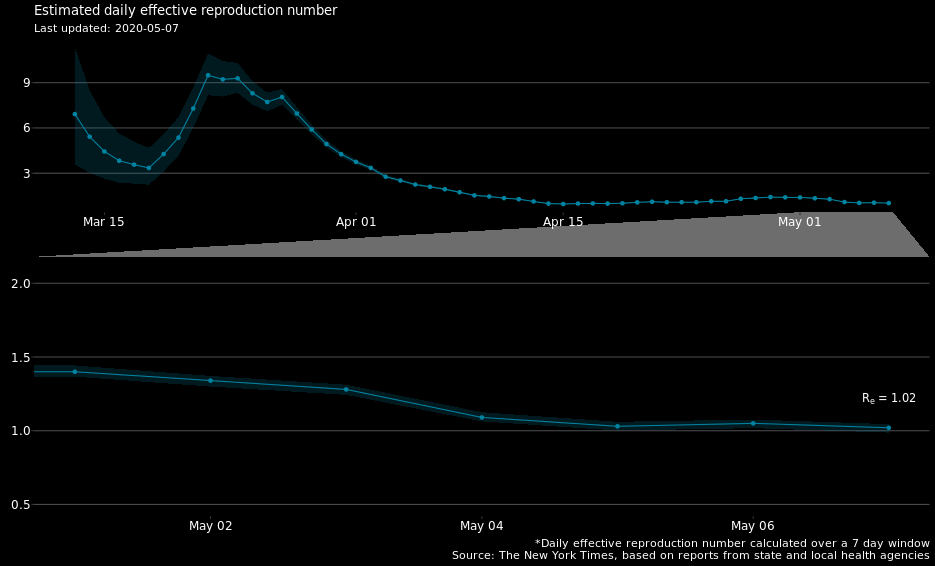 Estimated daily effective reproduction number
Last updated: 2020-05-07
9
6
3
Mar 15 Apr 01 Apr 15 May 01
2.0
1.5
Re = 1.02
1.0
0.5
May 02 May 04 May 06
*Daily effective reproduction number calculated over a 7 day window
Source: The New York Times, based on reports from state and local health agencies